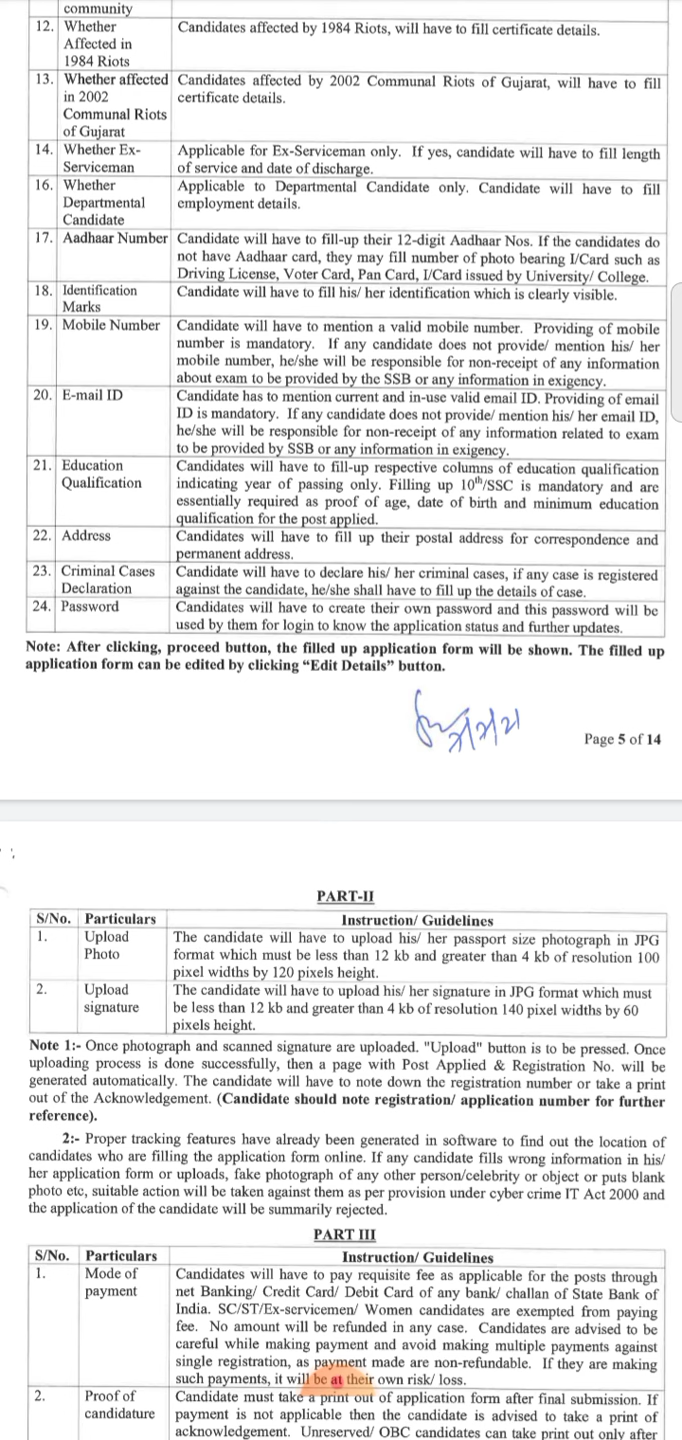 community
12. Whether Candidates affected by 1984 Riots, will have to fill certificate details.
Affected in
1984 Riots
13. Whether affected Candidates affected by 2002 Communal Riots of Gujarat, will have to fill
in 2002 certificate details.
Communal Riots
of Gujarat
14. Whether Ex- Applicable for Ex-Serviceman only. If yes, candidate will have to fill length
Serviceman of service and date of discharge.
16. Whether Applicable to Departmental Candidate only. Candidate will have to fill
Departmental employment details.
Candidate
17. Aadhaar Number Candidate will have to fill-up their 12-digit Aadhaar Nos. If the candidates do
not have Aadhaar card, they may fill number of photo bearing I/Card such as
Driving License, Voter Card, Pan Card, I/Card issued by University/ College.
18. Identification Candidate will have to fill his/ her identification which is clearly visible.
Marks
19. Mobile Number Candidate will have to mention a valid mobile number. Providing of mobile
number is mandatory. If any candidate does not provide/ mention his/ her
mobile number, he/she will be responsible for non-receipt of any information
about exam to be provided by the SSB or any information in exigency.
20. E-mail ID Candidate has to mention current and in-use valid email ID. Providing of email
ID is mandatory. If any candidate does not provide/ mention his/ her email ID,
he/she will be responsible for non-receipt of any information related to exam
to be provided by SSB or any information in exigency.
21. Education Candidates will have to fill-up respective columns of education qualification
Qualification indicating year of passing only. Filling up 10th/SSC is mandatory and are
essentially required as proof of age, date of birth and minimum education
qualification for the post applied.
22. Address Candidates will have to fill up their postal address for correspondence and
permanent address.
23. Criminal Cases Candidate will have to declare his/ her criminal cases, if any case is registered
Declaration against the candidate, he/she shall have to fill up the details of case.
24. Password Candidates will have to create their own password and this password will be
used by them for login to know the application status and further updates.
Note: After clicking, proceed button, the filled up application form will be shown. The filled up
application form can be edited by clicking “Edit Details” button.
Page 5 of 14
PART-II
S/No. Particulars Instruction/ Guidelines
1. Upload The candidate will have to upload his/ her passport size photograph in JPG
Photo format which must be less than 12 kb and greater than 4 kb of resolution 100
pixel widths by 120 pixels height.
2. Upload The candidate will have to upload his/ her signature in JPG format which must
signature be less than 12 kb and greater than 4 kb of resolution 140 pixel widths by 60
pixels height.
Note 1:- Once photograph and scanned signature are uploaded. "Upload" button is to be pressed. Once
uploading process is done successfully, then a page with Post Applied & Registration No. will be
generated automatically. The candidate will have to note down the registration number or take a print
out of the Acknowledgement. (Candidate should note registration/ application number for further
reference).
2:- Proper tracking features have already been generated in software to find out the location of
candidates who are filling the application form online. If any candidate fills wrong information in his/
her application form or uploads, fake photograph of any other person/celebrity or object or puts blank
photo etc, suitable action will be taken against them as per provision under cyber crime IT Act 2000 and
the application of the candidate will be summarily rejected.
PART III
S/No. Particulars Instruction/ Guidelines
1. Mode of Candidates will have to pay requisite fee as applicable for the posts through
payment net Banking/ Credit Card/ Debit Card of any bank/ challan of State Bank of
India. SC/ST/Ex-servicemen/ Women candidates are exempted from paying
fee. No amount will be refunded in any case. Candidates are advised to be
careful while making payment and avoid making multiple payments against
single registration, as payment made are non-refundable. If they are making
such payments, it will be at their own risk/ loss.
2. Proof of Candidate must take a print out of application form after final submission. If
candidature payment is not applicable then the candidate is advised to take a print of
acknowledgement. Unreserved/ OBC candidates can take print out only after